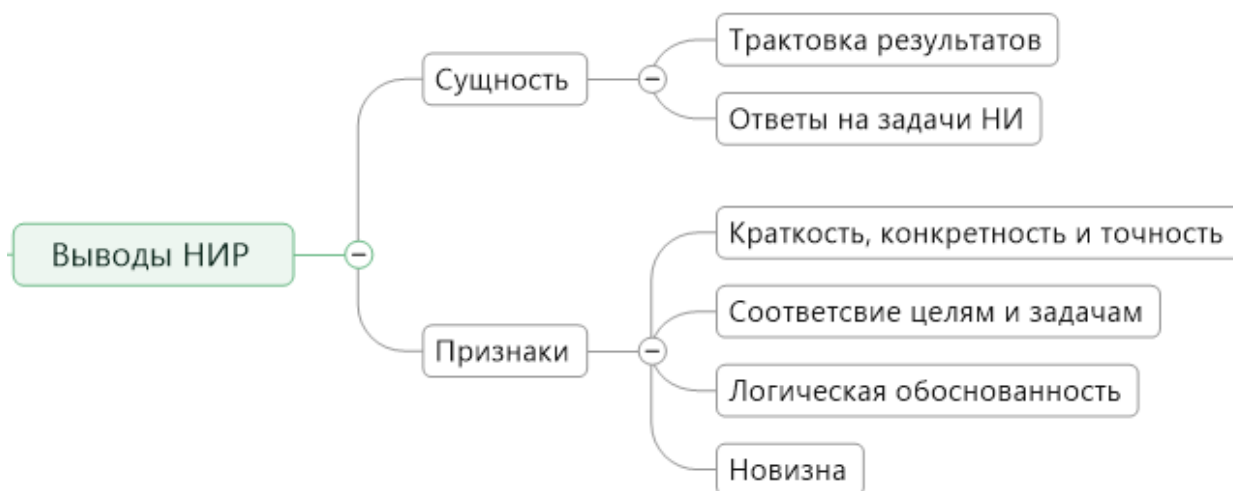 Трактовка результатов
Сущность
Ответы на задачи НИ
Выводы НИР
Краткость, конкретность и точность
Соответсвие целям и задачам
Признаки
Логическая обоснованность
Новизна